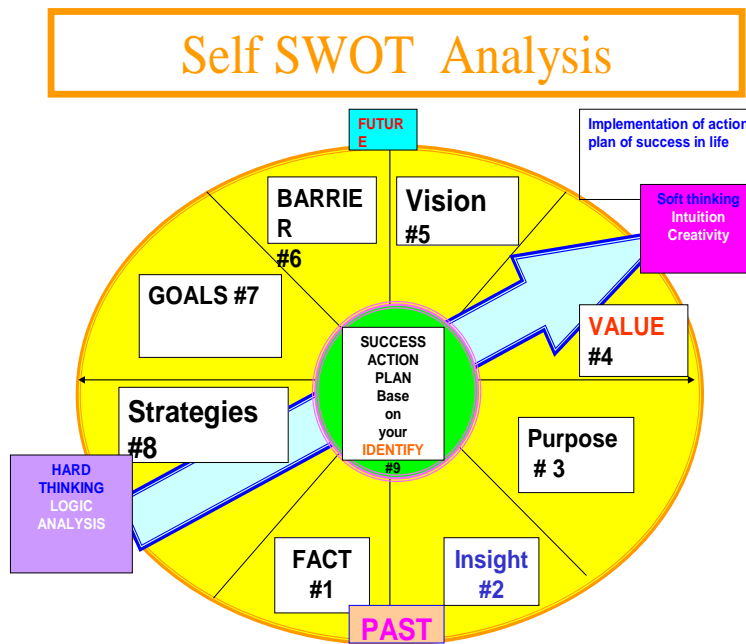 Self SWOT  Analysis
FUTUR
E
Implementation of action
plan of success in life
BARRIE
R
#6
Vision
#5
Soft thinking
Intuition
Creativity
GOALS #7
VALUE
#4
SUCCESS
ACTION
PLAN
Base
on
your
IDENTIFY
#9
Strategies
#8
Purpose
# 3
HARD
THINKING
LOGIC
ANALYSIS
FACT
#1
Insight
#2
PAST